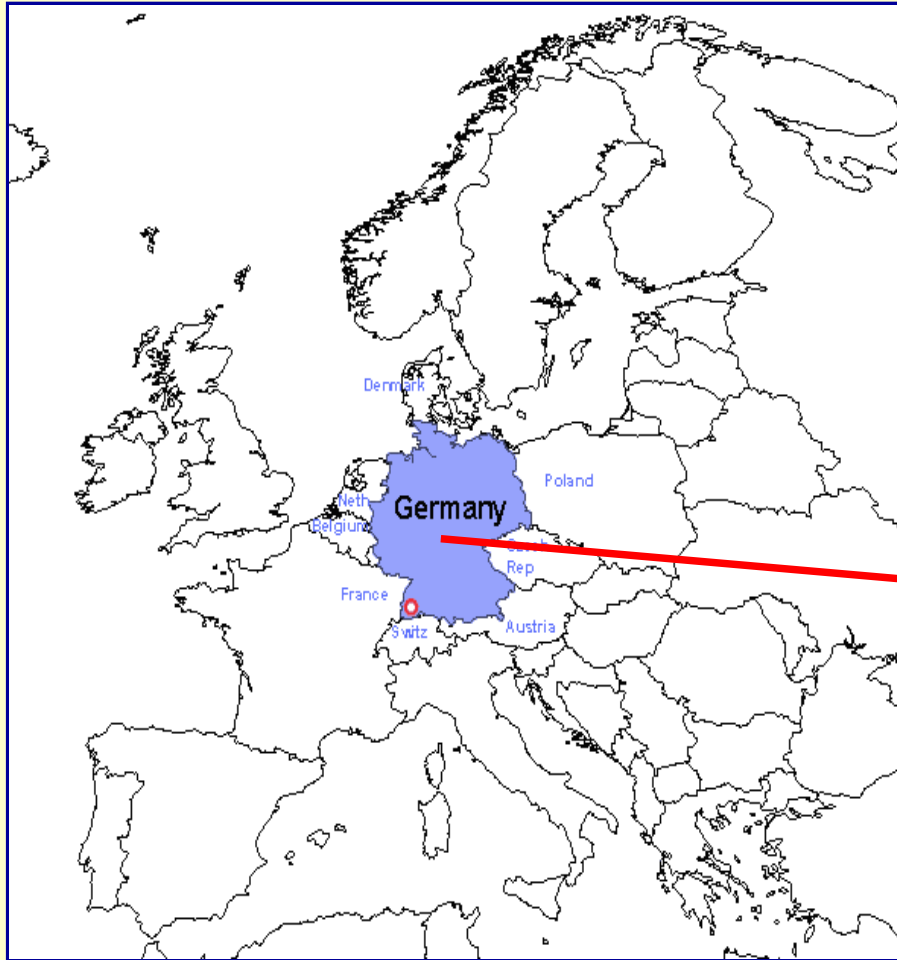 Denmark
Poland
Neth
Germany
Belgium
Czech
Rep
France
Austria
Switz